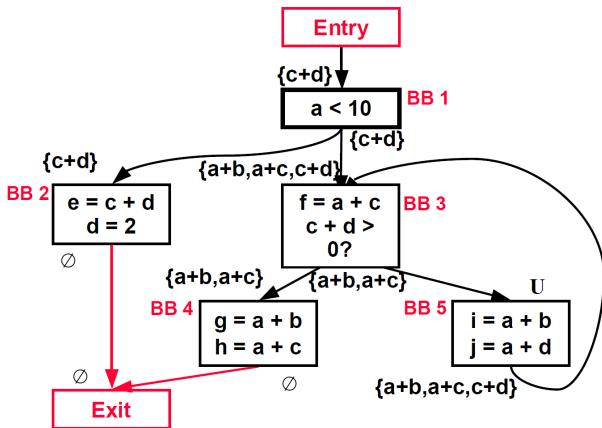 Entry
{c+d}
a < 10
BB 1
{c+d}
{c+d}
{a+b,a+c,c+d}
BB 2
e = c + d
d = 2
f = a + c
c + d >
0?
BB 3
∅
{a+b,a+c}
{a+b,a+c}
U
BB 4
g = a + b
h = a + c
BB 5
i = a + b
j = a + d
∅
∅
{a+b,a+c,c+d}
Exit